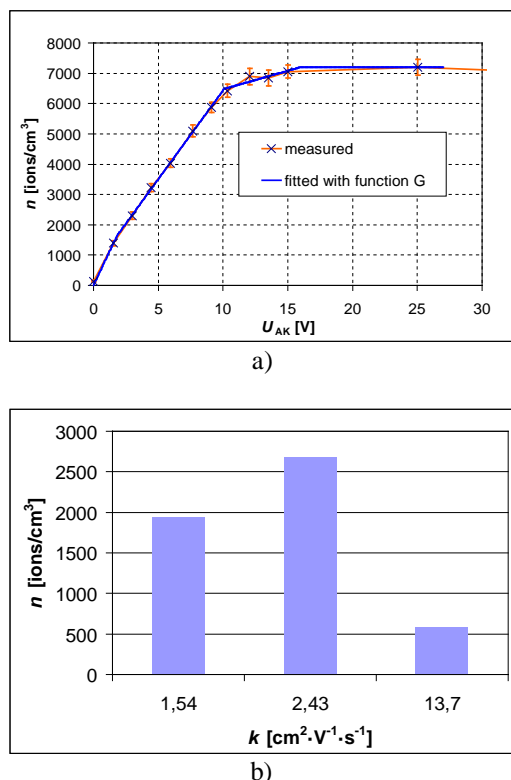 8000
7000
6000
5000
4000
3000
2000
1000
0
n [ions/cm³]
measured
fitted with function G
0 5 10 15 20 25 30
U_AK [V]
a)
3000
2500
2000
1500
1000
500
0
n [ions/cm³]
1,54 2,43 13,7
k [cm²·V⁻¹·s⁻¹]
b)